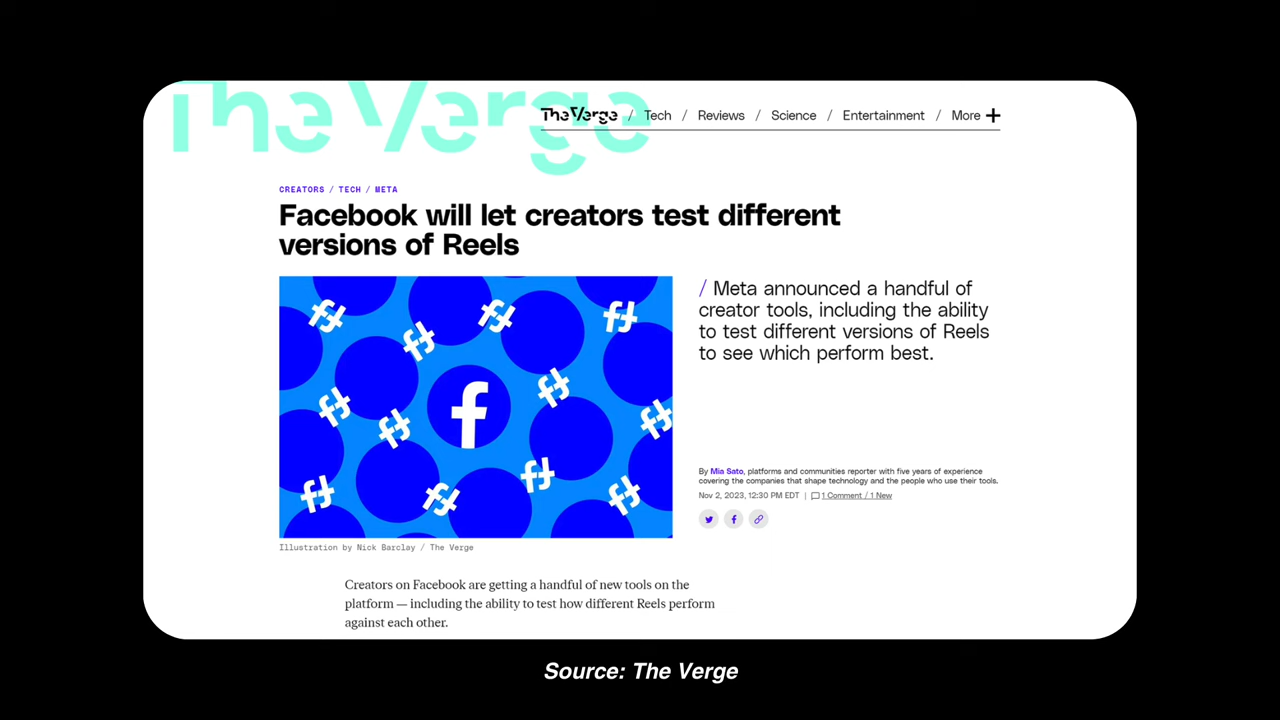 The Verge
The Verge / Tech / Reviews / Science / Entertainment / More +
CREATORS / TECH / META
Facebook will let creators test different
versions of Reels
/ Meta announced a handful of
creator tools, including the ability
to test different versions of Reels
to see which perform best.
By Mia Sato, platforms and communities reporter with five years of experience
covering the companies that shape technology and the people who use their tools.
Nov 2, 2023, 12:30 PM EDT | 1 Comment / 1 New
Illustration by Nick Barclay / The Verge
Creators on Facebook are getting a handful of new tools on the
platform — including the ability to test how different Reels perform
against each other.
Source: The Verge